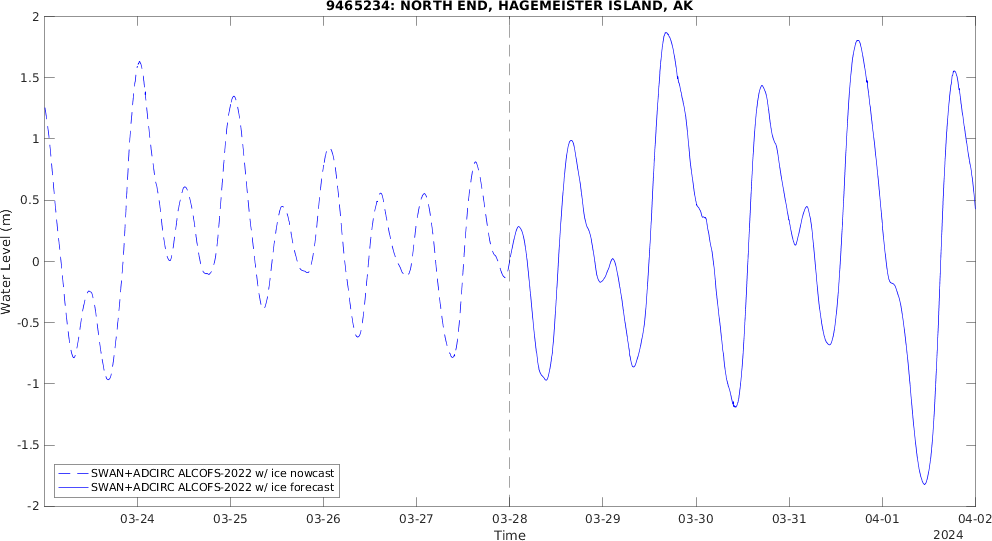 9465234: NORTH END, HAGEMEISTER ISLAND, AK
2
1.5
1
0.5
0
-0.5
-1
-1.5
-2
Water Level (m)
SWAN+ADCIRC ALCOFS-2022 w/ ice nowcast
SWAN+ADCIRC ALCOFS-2022 w/ ice forecast
03-24 03-25 03-26 03-27 03-28 03-29 03-30 03-31 04-01 04-02
Time
2024